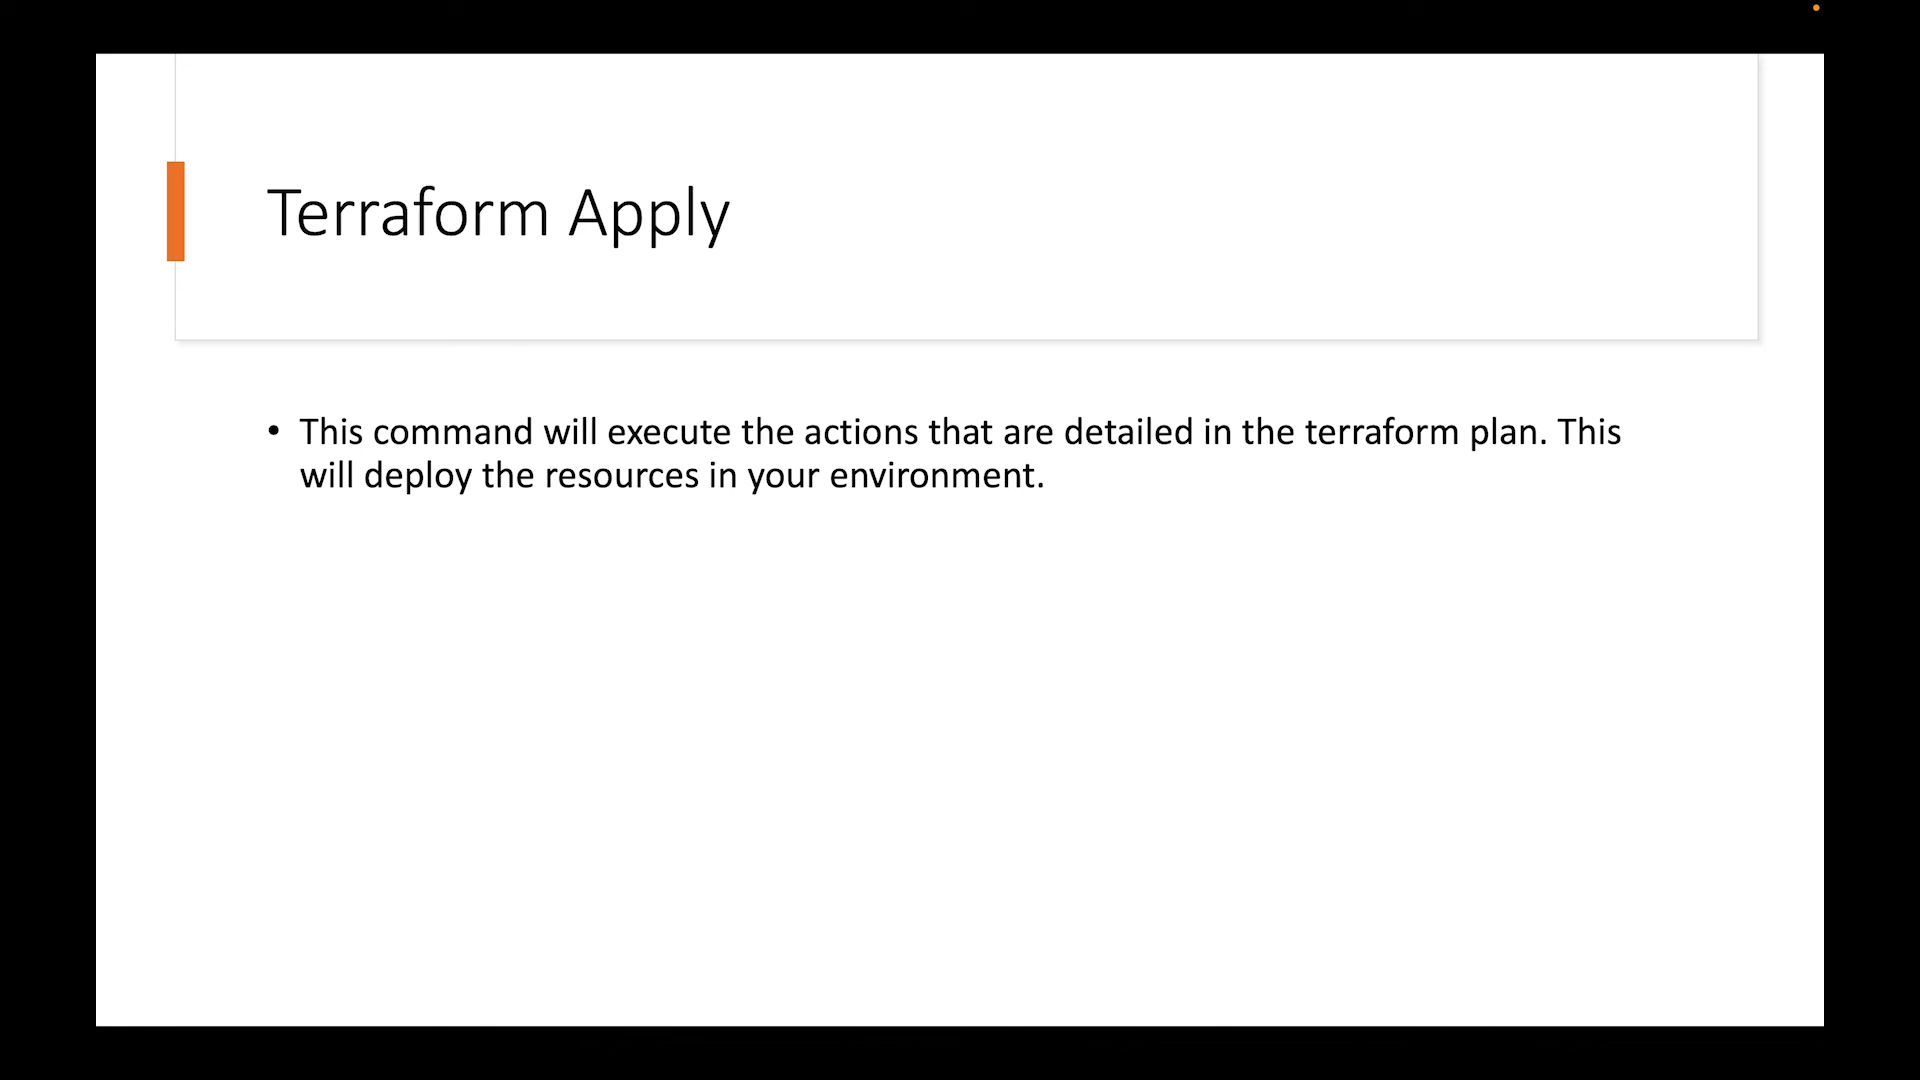 Terraform Apply
• This command will execute the actions that are detailed in the terraform plan. This
will deploy the resources in your environment.